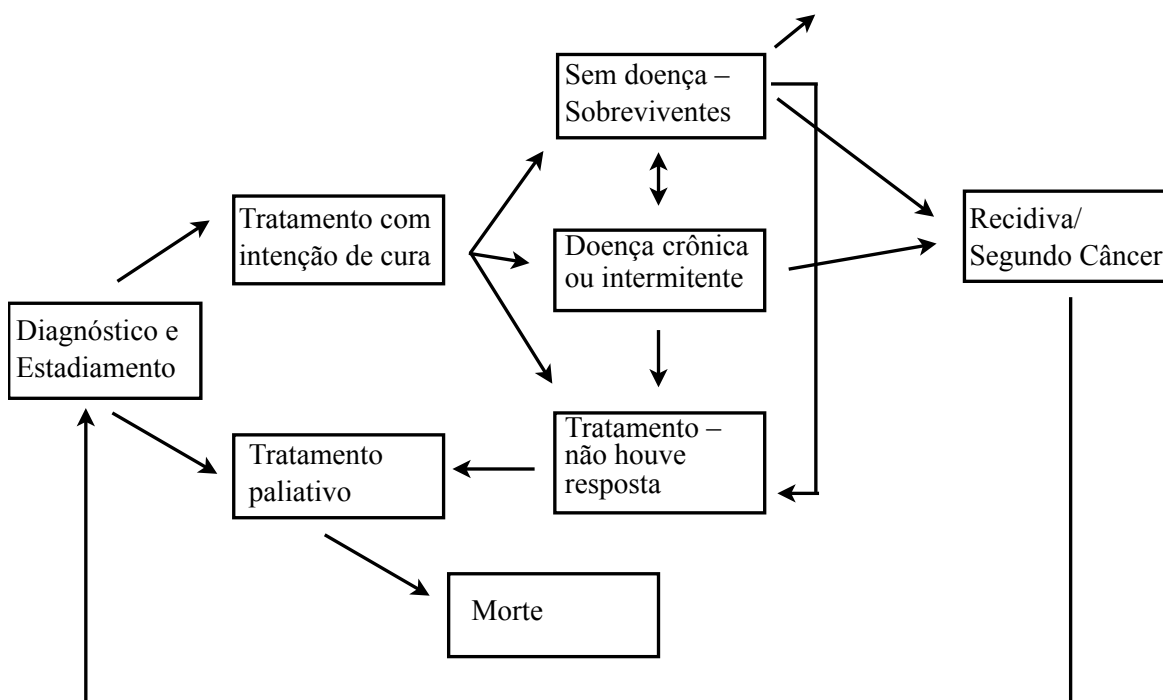 Sem doença –
Sobreviventes
Tratamento com
intenção de cura
Doença crônica
ou intermitente
Recidiva/
Segundo Câncer
Diagnóstico e
Estadiamento
Tratamento
paliativo
Tratamento –
não houve
resposta
Morte